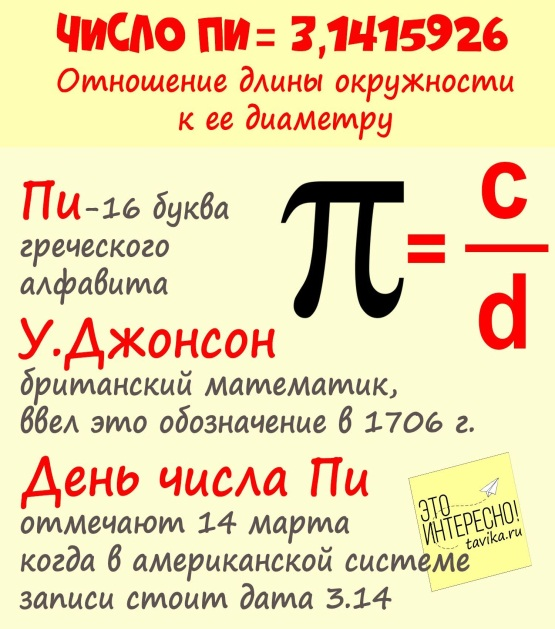 ЧИСЛО ПИ = 3,1415926
Отношение длины окружности
к ее диаметру
Пи-16 буква
греческого
алфавита
π = c
d
У.Джонсон
британский математик,
ввел это обозначение в 1706 г.
День числа Пи
отмечают 14 марта
когда в американской системе
записи стоит дата 3.14
ЭТО
ИНТЕРЕСНО!
tavika.ru